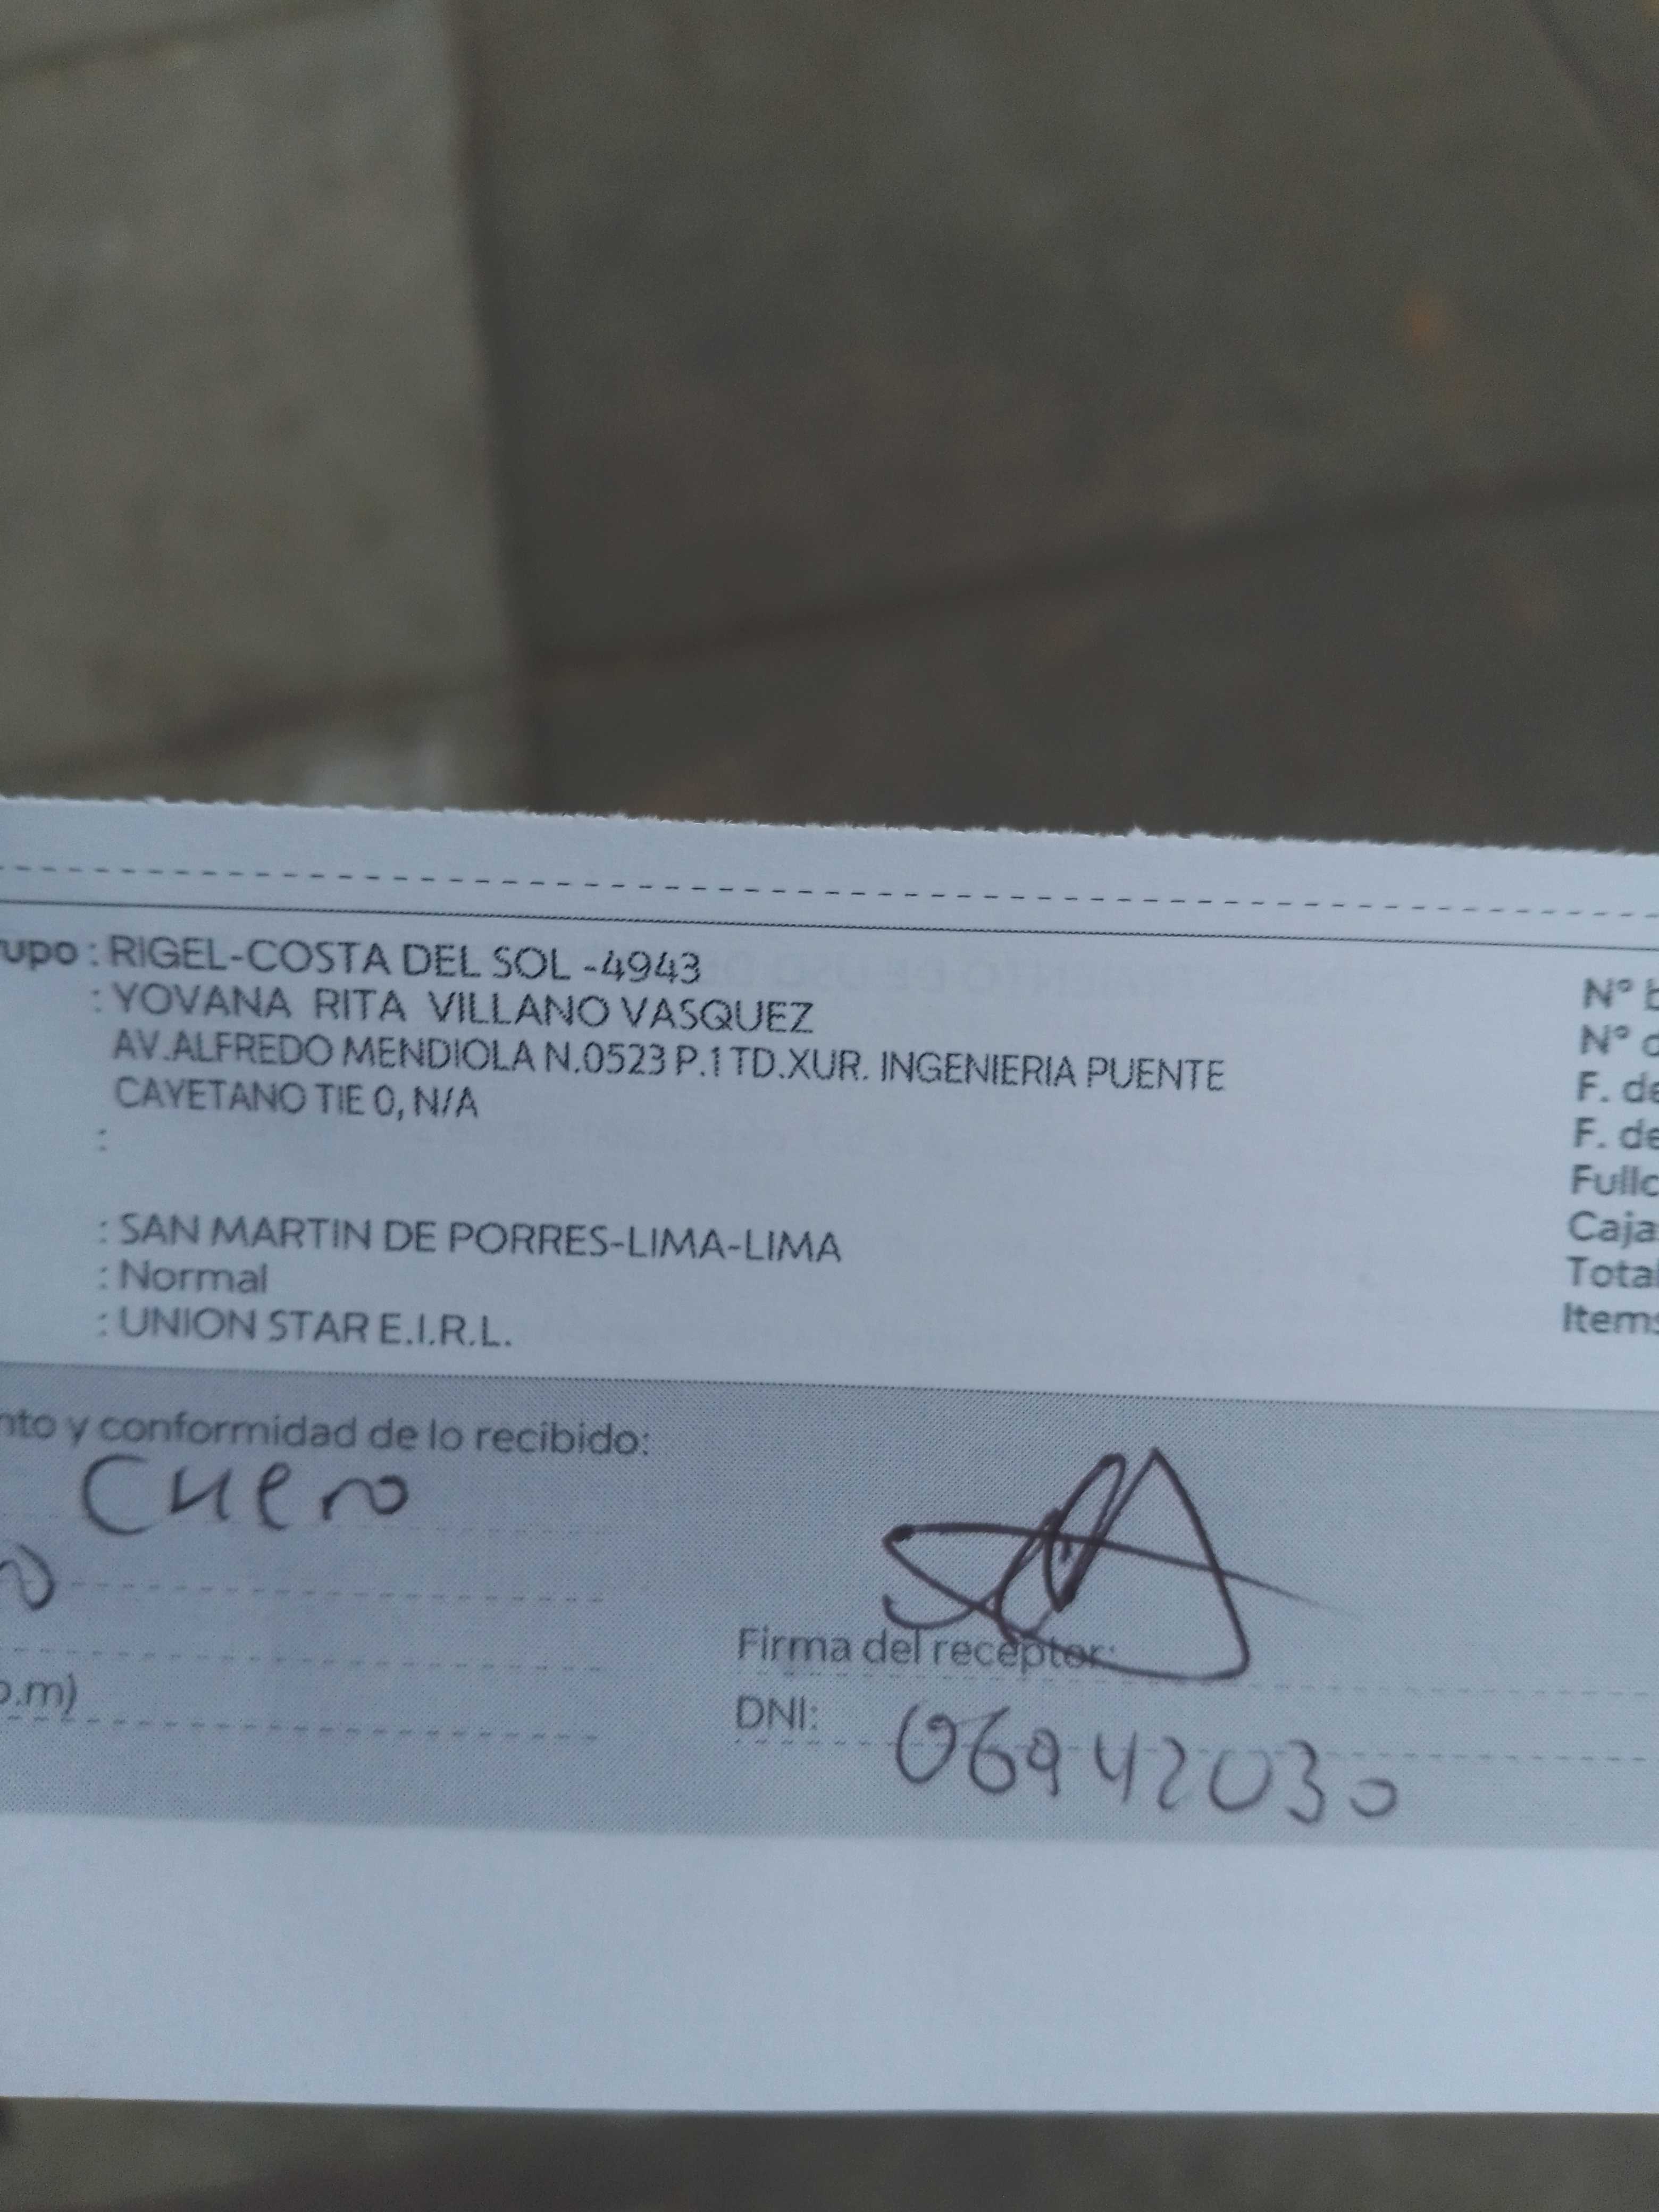 upo : RIGEL-COSTA DEL SOL -4943
: YOVANA RITA VILLANO VASQUEZ
AV.ALFREDO MENDIOLA N.0523 P.1 TD.XUR. INGENIERIA PUENTE
CAYETANO TIE 0, N/A
:
: SAN MARTIN DE PORRES-LIMA-LIMA
: Normal
: UNION STAR E.I.R.L.
N° b
N° d
F. de
F. de
Fullc
Caja
Total
Items
nto y conformidad de lo recibido:
Cuero
o.m)
Firma del receptor:
DNI: 06942030